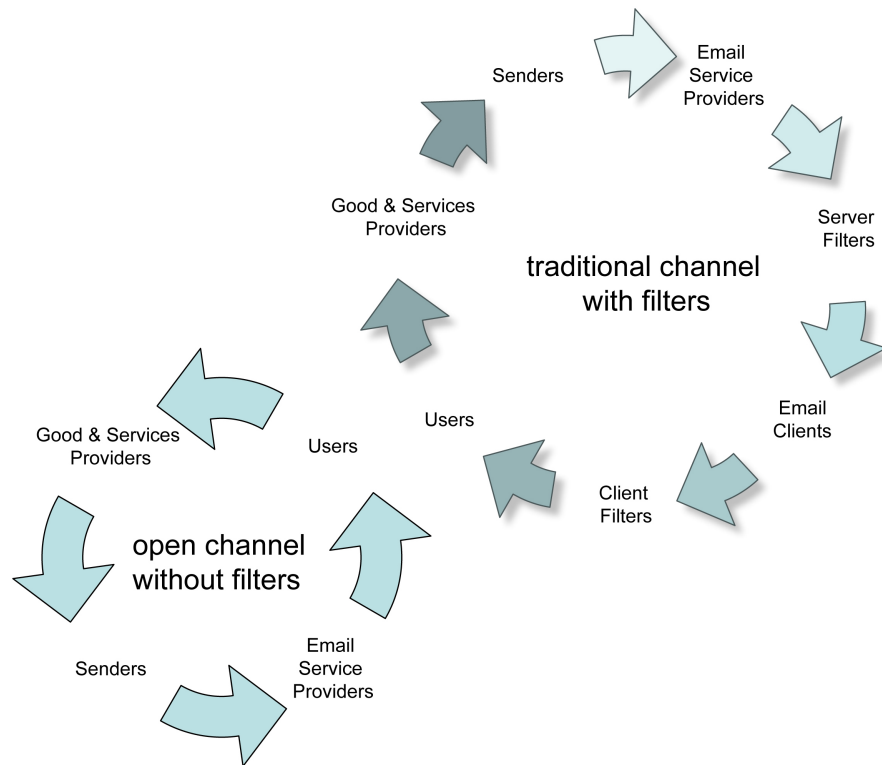 Senders
Email
Service
Providers
Good & Services
Providers
Server
Filters
traditional channel
with filters
Email
Clients
Users
Client
Filters
Good & Services
Providers
Users
open channel
without filters
Senders
Email
Service
Providers